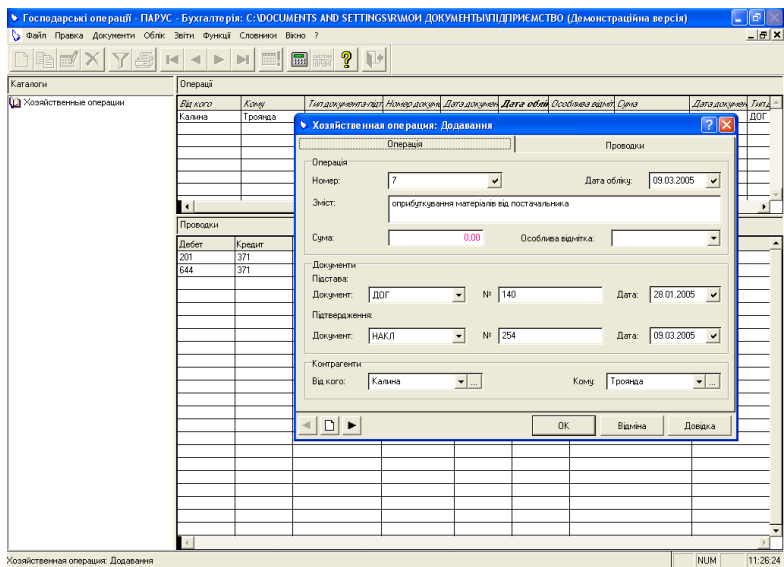 Господарські операції - ПАРУС - Бухгалтерія: C:\DOCUMENTS AND SETTINGS\R\МОИ ДОКУМЕНТЫ\ПІДПРИЄМСТВО (Демонстраційна версія)
Файл Правка Документи Облік Звіти Функції Словники Вікно ?
Каталоги Операції
Хозяйственные операции
Від кого Кому Тип документа-підт Номер докуме Дата докумен Дата облі Особлива відміт Сума Дата докумен Тип д
Калина Троянда ДОГ
Хозяйственная операция: Додавання
Операція Проводки
Операція
Номер: 7 Дата обліку: 09.03.2005
Зміст: оприбуткування матеріалів від постачальника
Сума: 0,00 Особлива відмітка:
Документи
Підстава:
Документ: ДОГ № 140 Дата: 28.01.2005
Підтвердження:
Документ: НАКЛ № 254 Дата: 09.03.2005
Контрагенти
Від кого: Калина ... Кому: Троянда ...
OK Відміна Довідка
Проводки
Дебет Кредит
201 371
644 371
Хозяйственная операция: Додавання NUM 11:26:24